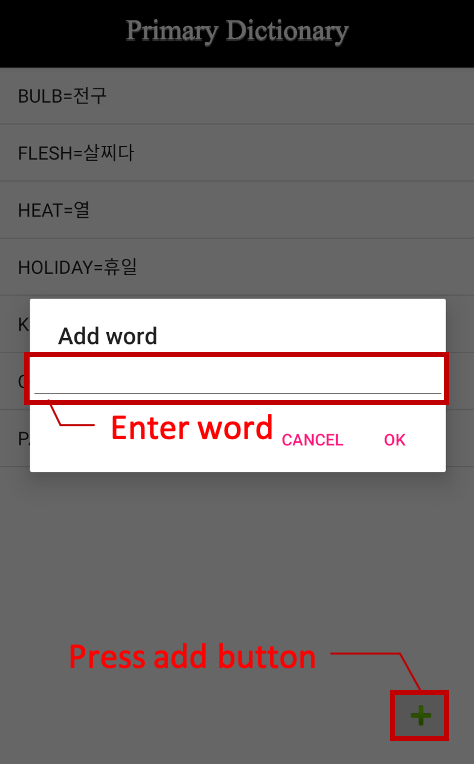 Primary Dictionary
BULB=전구
FLESH=살찌다
HEAT=열
HOLIDAY=휴일
Add word
Enter word
CANCEL
OK
Press add button